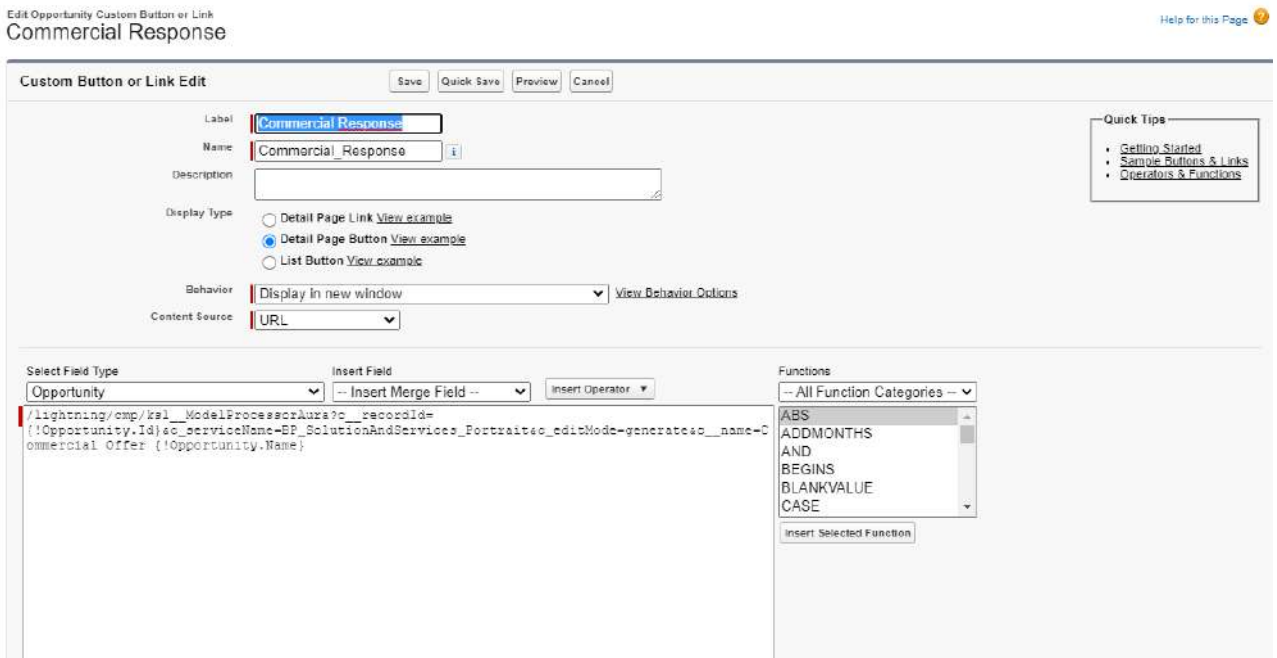 Edit Opportunity Custom Button or Link
Commercial Response
Help for this Page
Custom Button or Link Edit
Save Quick Save Preview Cancel
Label Commercial Response
Name Commercial_Response i
Description
Display Type
Detail Page Link View example
Detail Page Button View example
List Button View example
Behavior Display in new window View Behavior Options
Content Source URL
Quick Tips
Getting Started
Sample Buttons & Links
Operators & Functions
Select Field Type Insert Field Functions
Opportunity -- Insert Merge Field -- Insert Operator -- All Function Categories --
/lightning/cmp/ksl__ModelProcessorAura?c__recordId=
{!Opportunity.Id}&c_serviceName=EP_SolutionAndServices_Portrait&c_editMode=generate&c__name=C
ommercial Offer {!Opportunity.Name}
ABS
ADDMONTHS
AND
BEGINS
BLANKVALUE
CASE
Insert Selected Function